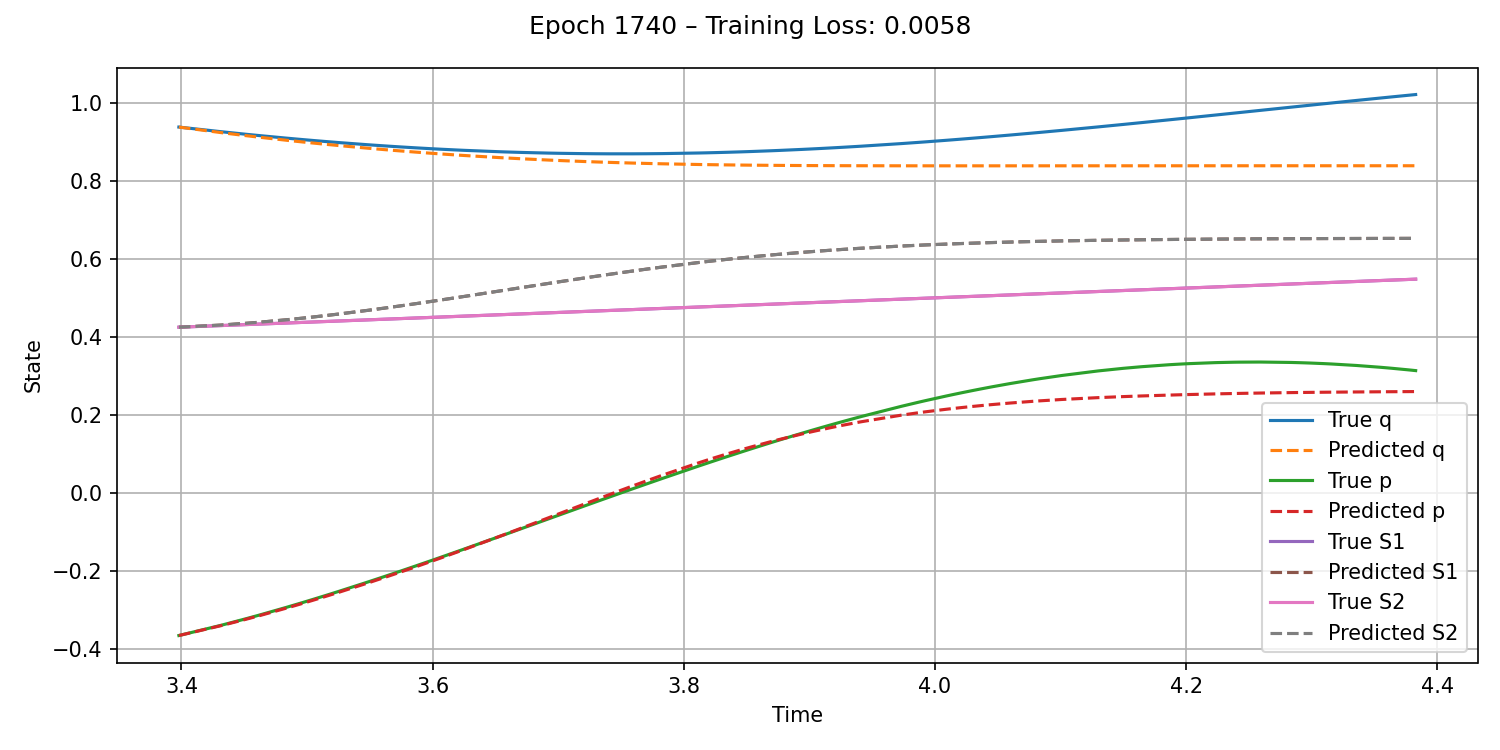 Epoch 1740 – Training Loss: 0.0058
1.0
0.8
0.6
0.4
0.2
0.0
−0.2
−0.4
State
3.4 3.6 3.8 4.0 4.2 4.4
Time
True q
Predicted q
True p
Predicted p
True S1
Predicted S1
True S2
Predicted S2